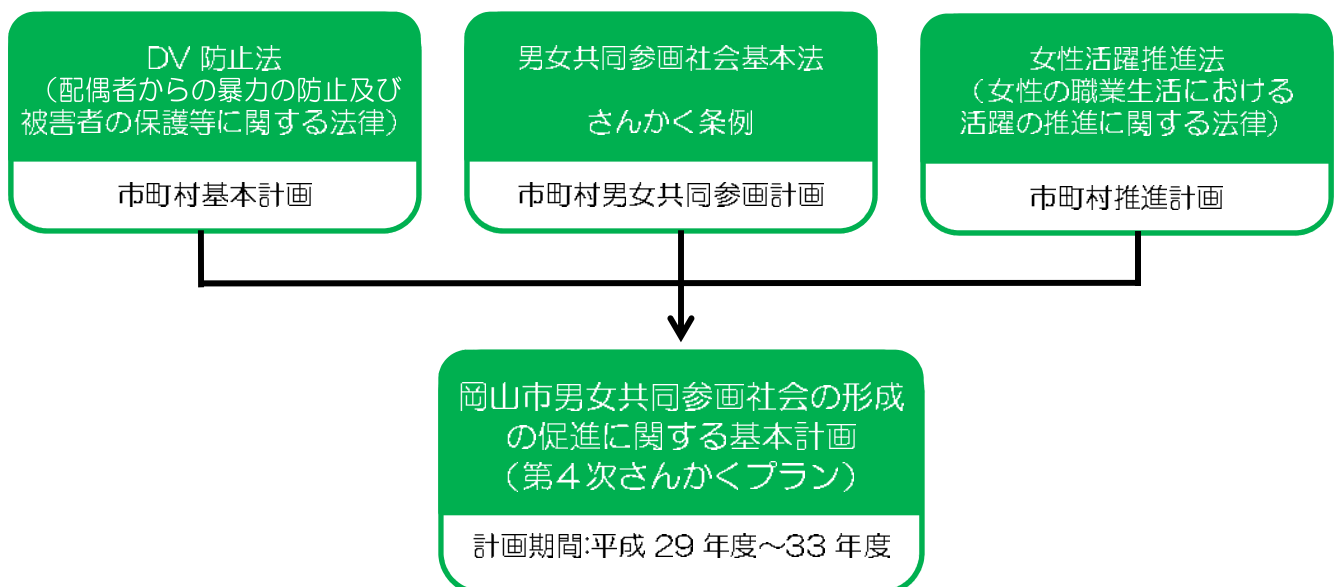 DV 防止法
（配偶者からの暴力の防止及び
被害者の保護等に関する法律）
市町村基本計画
男女共同参画社会基本法
さんかく条例
市町村男女共同参画計画
女性活躍推進法
（女性の職業生活における
活躍の推進に関する法律）
市町村推進計画
岡山市男女共同参画社会の形成
の促進に関する基本計画
（第４次さんかくプラン）
計画期間:平成 29 年度～33 年度